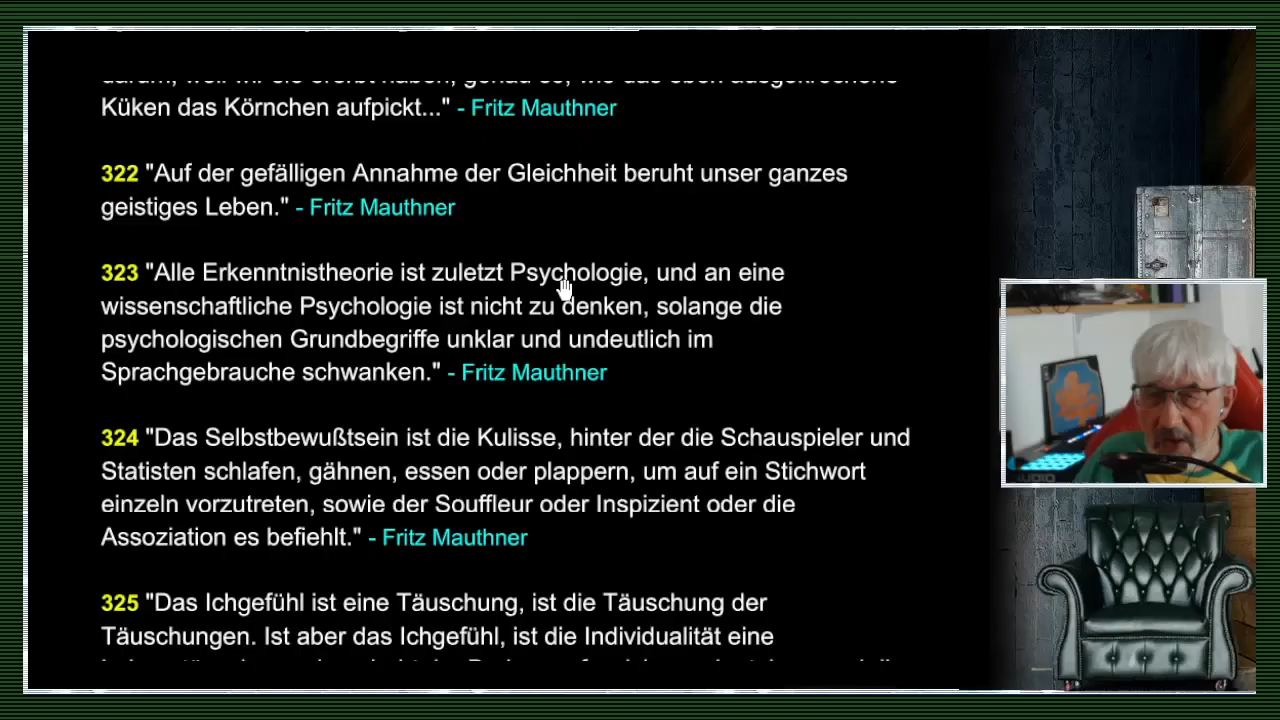 Küken das Körnchen aufpickt..." - Fritz Mauthner
322 "Auf der gefälligen Annahme der Gleichheit beruht unser ganzes
geistiges Leben." - Fritz Mauthner
323 "Alle Erkenntnistheorie ist zuletzt Psychologie, und an eine
wissenschaftliche Psychologie ist nicht zu denken, solange die
psychologischen Grundbegriffe unklar und undeutlich im
Sprachgebrauche schwanken." - Fritz Mauthner
324 "Das Selbstbewußtsein ist die Kulisse, hinter der die Schauspieler und
Statisten schlafen, gähnen, essen oder plappern, um auf ein Stichwort
einzeln vorzutreten, sowie der Souffleur oder Inspizient oder die
Assoziation es befiehlt." - Fritz Mauthner
325 "Das Ichgefühl ist eine Täuschung, ist die Täuschung der
Täuschungen. Ist aber das Ichgefühl, ist die Individualität eine